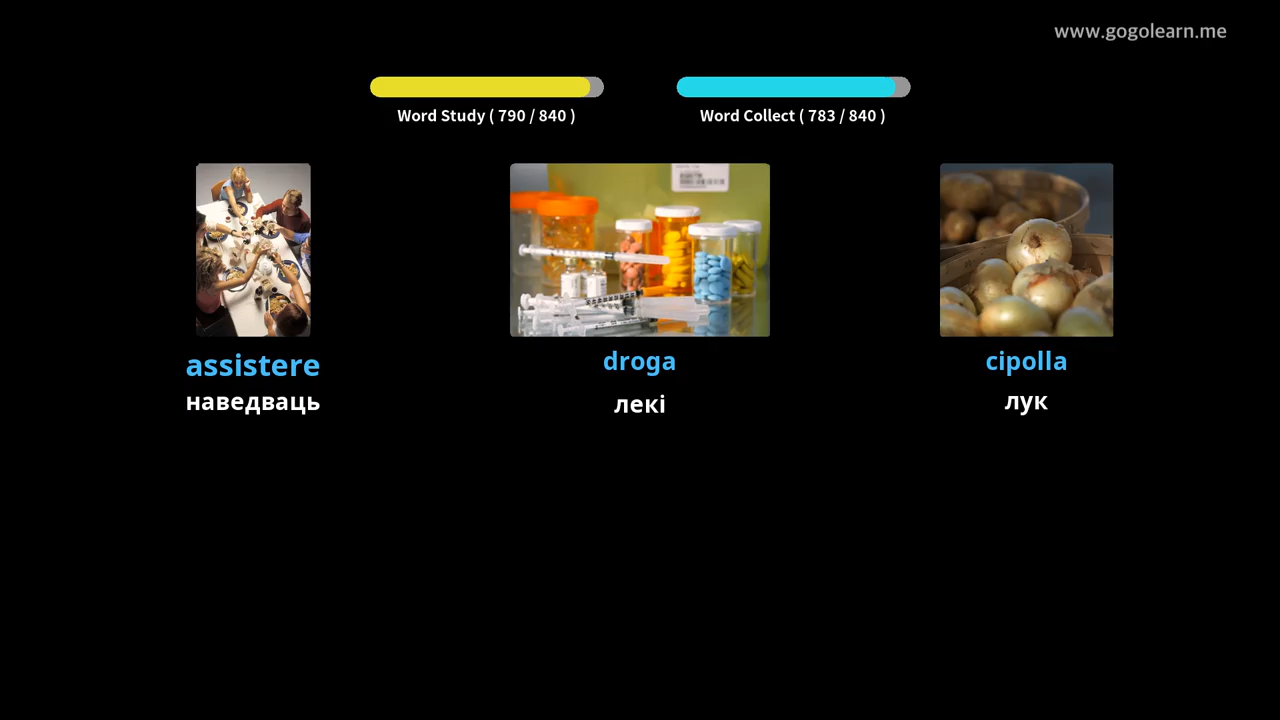 www.gogolearn.me
Word Study ( 790 / 840 )
Word Collect ( 783 / 840 )
assistere
наведваць
droga
лекі
cipolla
лук